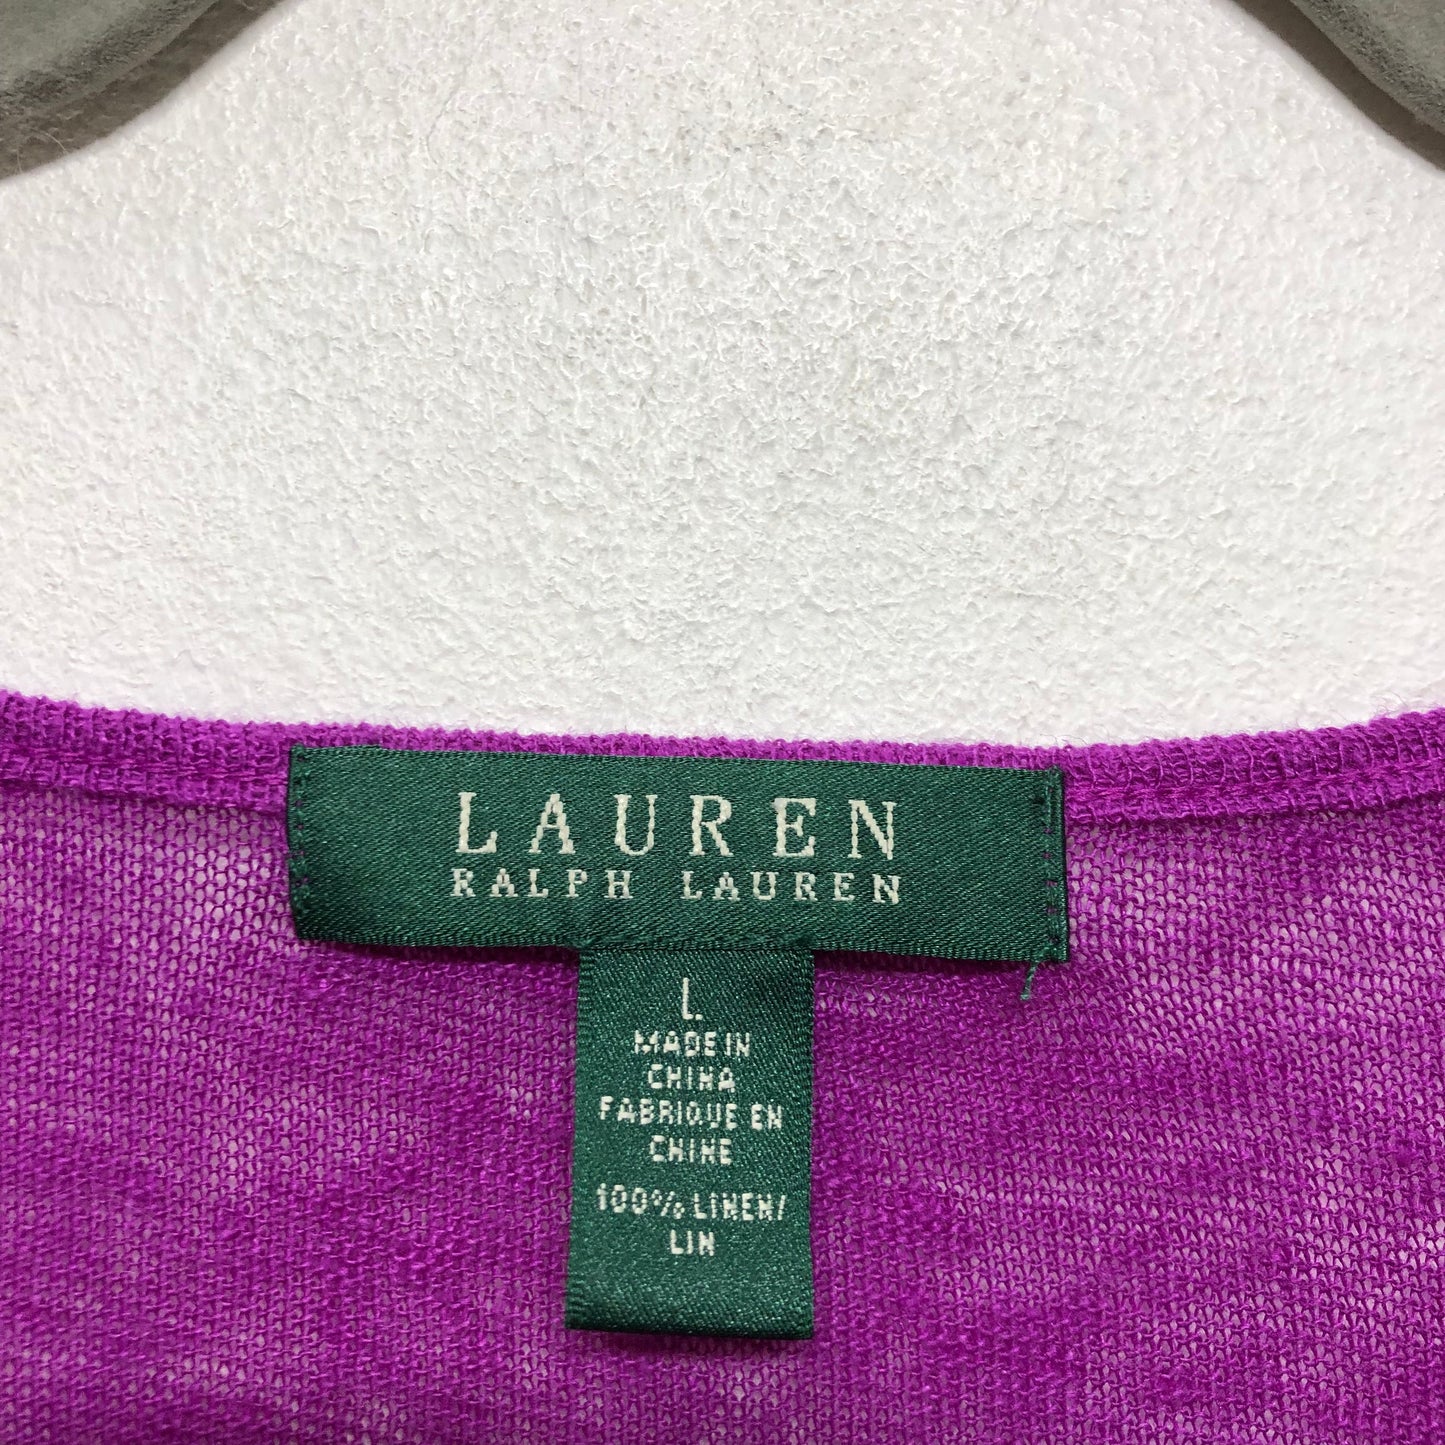 LAUREN
RALPH LAUREN
L
MADE IN
CHINA
FABRIQUE EN
CHINE
100% LINEN/
LIN